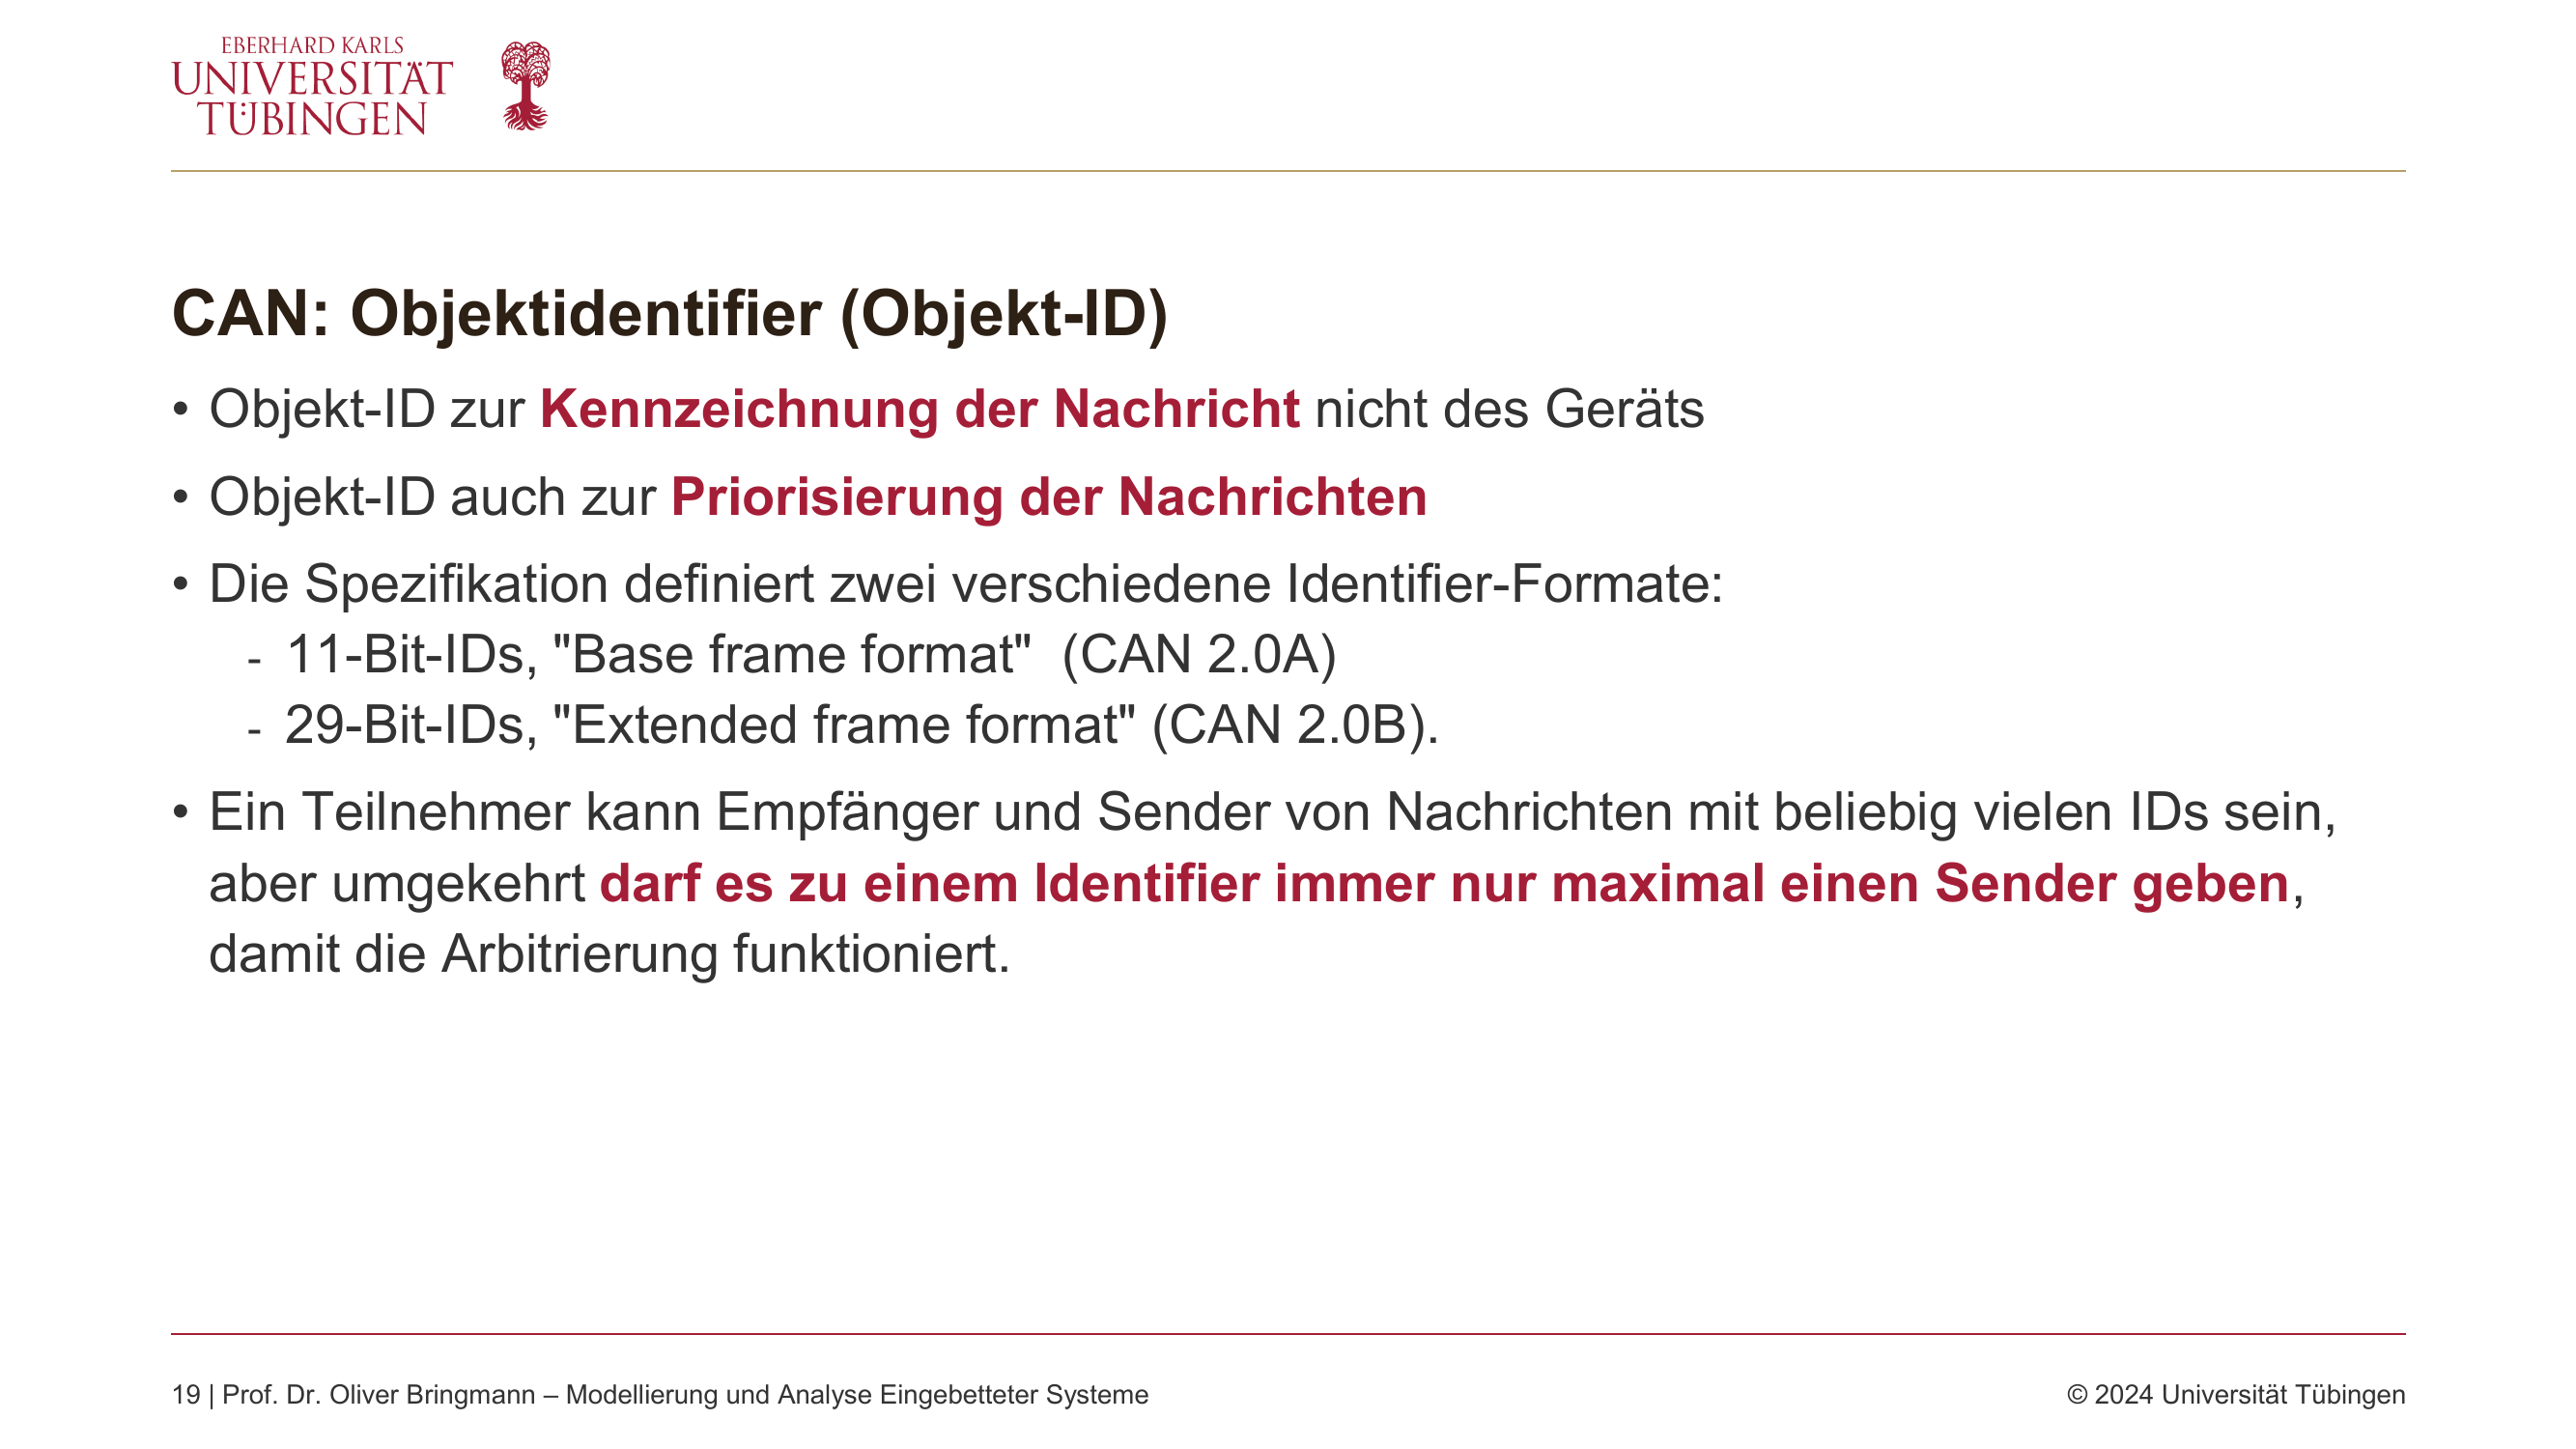 EBERHARD KARLS
UNIVERSITÄT
TÜBINGEN
CAN: Objektidentifier (Objekt-ID)
• Objekt-ID zur Kennzeichnung der Nachricht nicht des Geräts
• Objekt-ID auch zur Priorisierung der Nachrichten
• Die Spezifikation definiert zwei verschiedene Identifier-Formate:
- 11-Bit-IDs, "Base frame format"  (CAN 2.0A)
- 29-Bit-IDs, "Extended frame format" (CAN 2.0B).
• Ein Teilnehmer kann Empfänger und Sender von Nachrichten mit beliebig vielen IDs sein,
aber umgekehrt darf es zu einem Identifier immer nur maximal einen Sender geben,
damit die Arbitrierung funktioniert.
19 | Prof. Dr. Oliver Bringmann – Modellierung und Analyse Eingebetteter Systeme
© 2024 Universität Tübingen